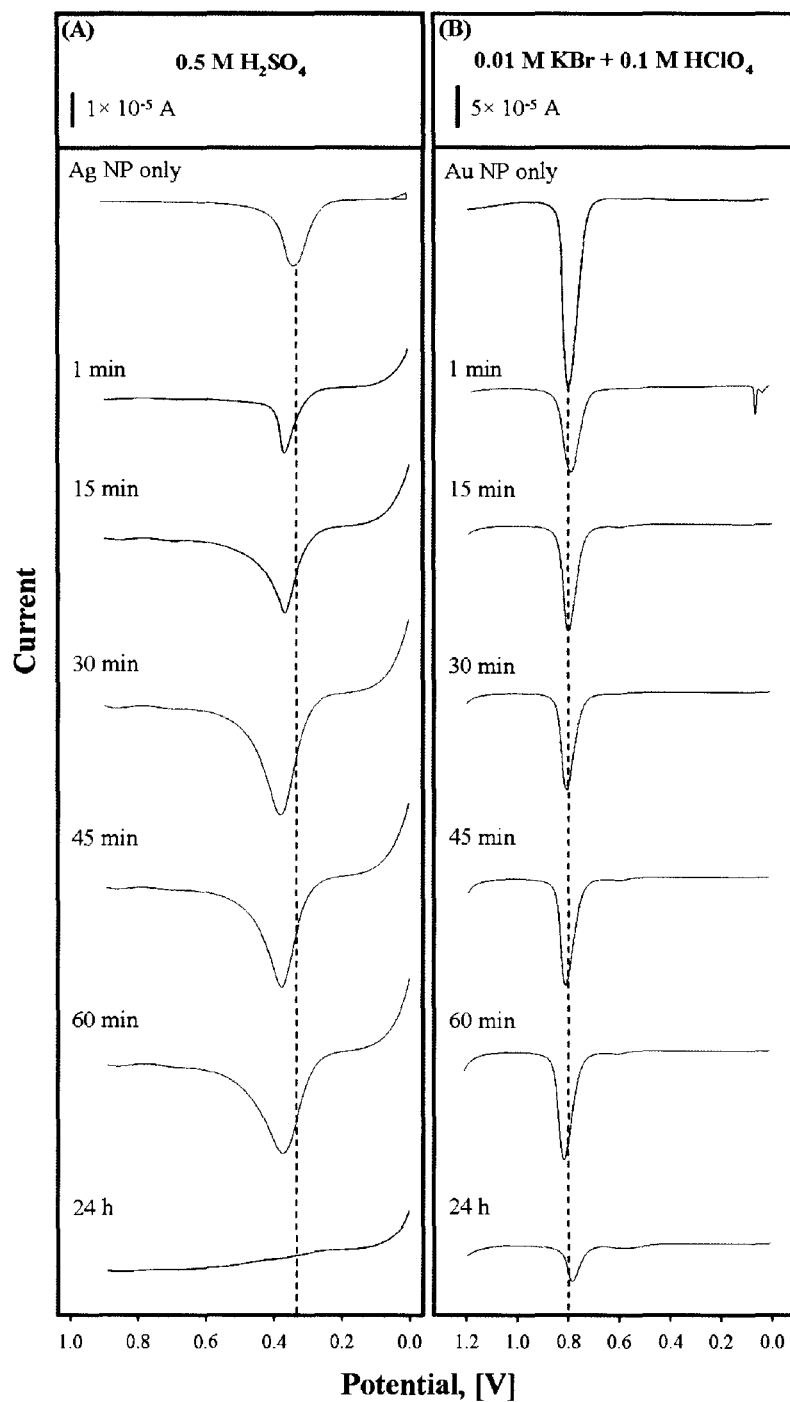 (A)
0.5 M H₂SO₄
1× 10⁻⁵ A
Ag NP only
1 min
15 min
30 min
45 min
60 min
24 h
1.0 0.8 0.6 0.4 0.2 0.0
(B)
0.01 M KBr + 0.1 M HClO₄
5× 10⁻⁵ A
Au NP only
1 min
15 min
30 min
45 min
60 min
24 h
1.2 1.0 0.8 0.6 0.4 0.2 0.0
Current
Potential, [V]